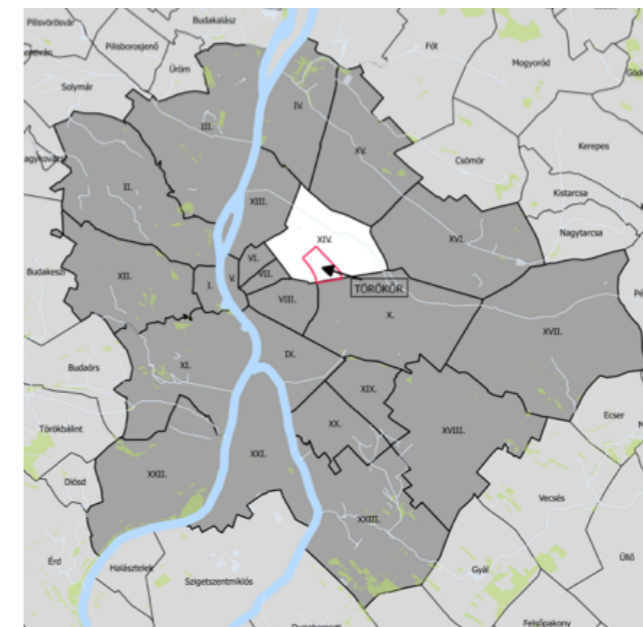 Pilisvörösvár
Budakalász
Pilisborosjenő
Üröm
Fót
Mogyoród
Solymár
IV.
III.
XV.
Csömör
Kerepes
II.
XIII.
Kistarcsa
XIV.
XVI.
Nagytarcsa
VI.
Budakeszi
XII.
I.
V.
VII.
TÖRÖKŐR
VIII.
X.
XVII.
IX.
Budaörs
XI.
XIX.
Ecser
Törökbálint
XX.
XVIII.
XXI.
XXII.
Diósd
Vecsés
XXIII.
Érd
Halásztelek
Szigetszentmiklós
Gyál
Üllő
Felsőpakony